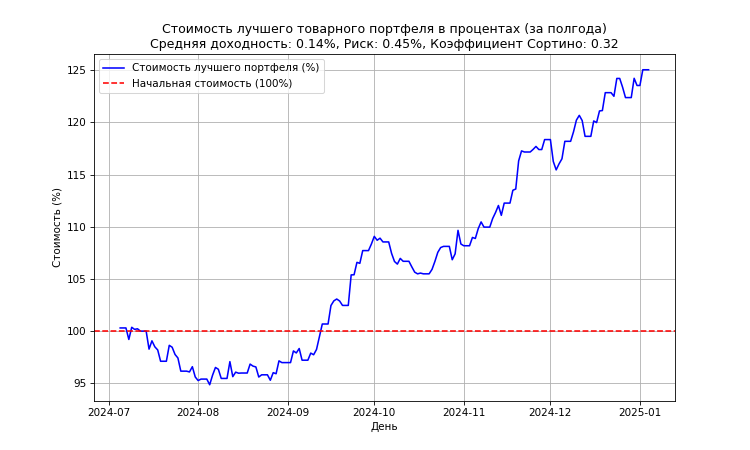 Стоимость лучшего товарного портфеля в процентах (за полгода)
Средняя доходность: 0.14%, Риск: 0.45%, Коэффициент Сортино: 0.32
Стоимость лучшего портфеля (%)
Начальная стоимость (100%)
Стоимость (%)
125
120
115
110
105
100
95
2024-07 2024-08 2024-09 2024-10 2024-11 2024-12 2025-01
День